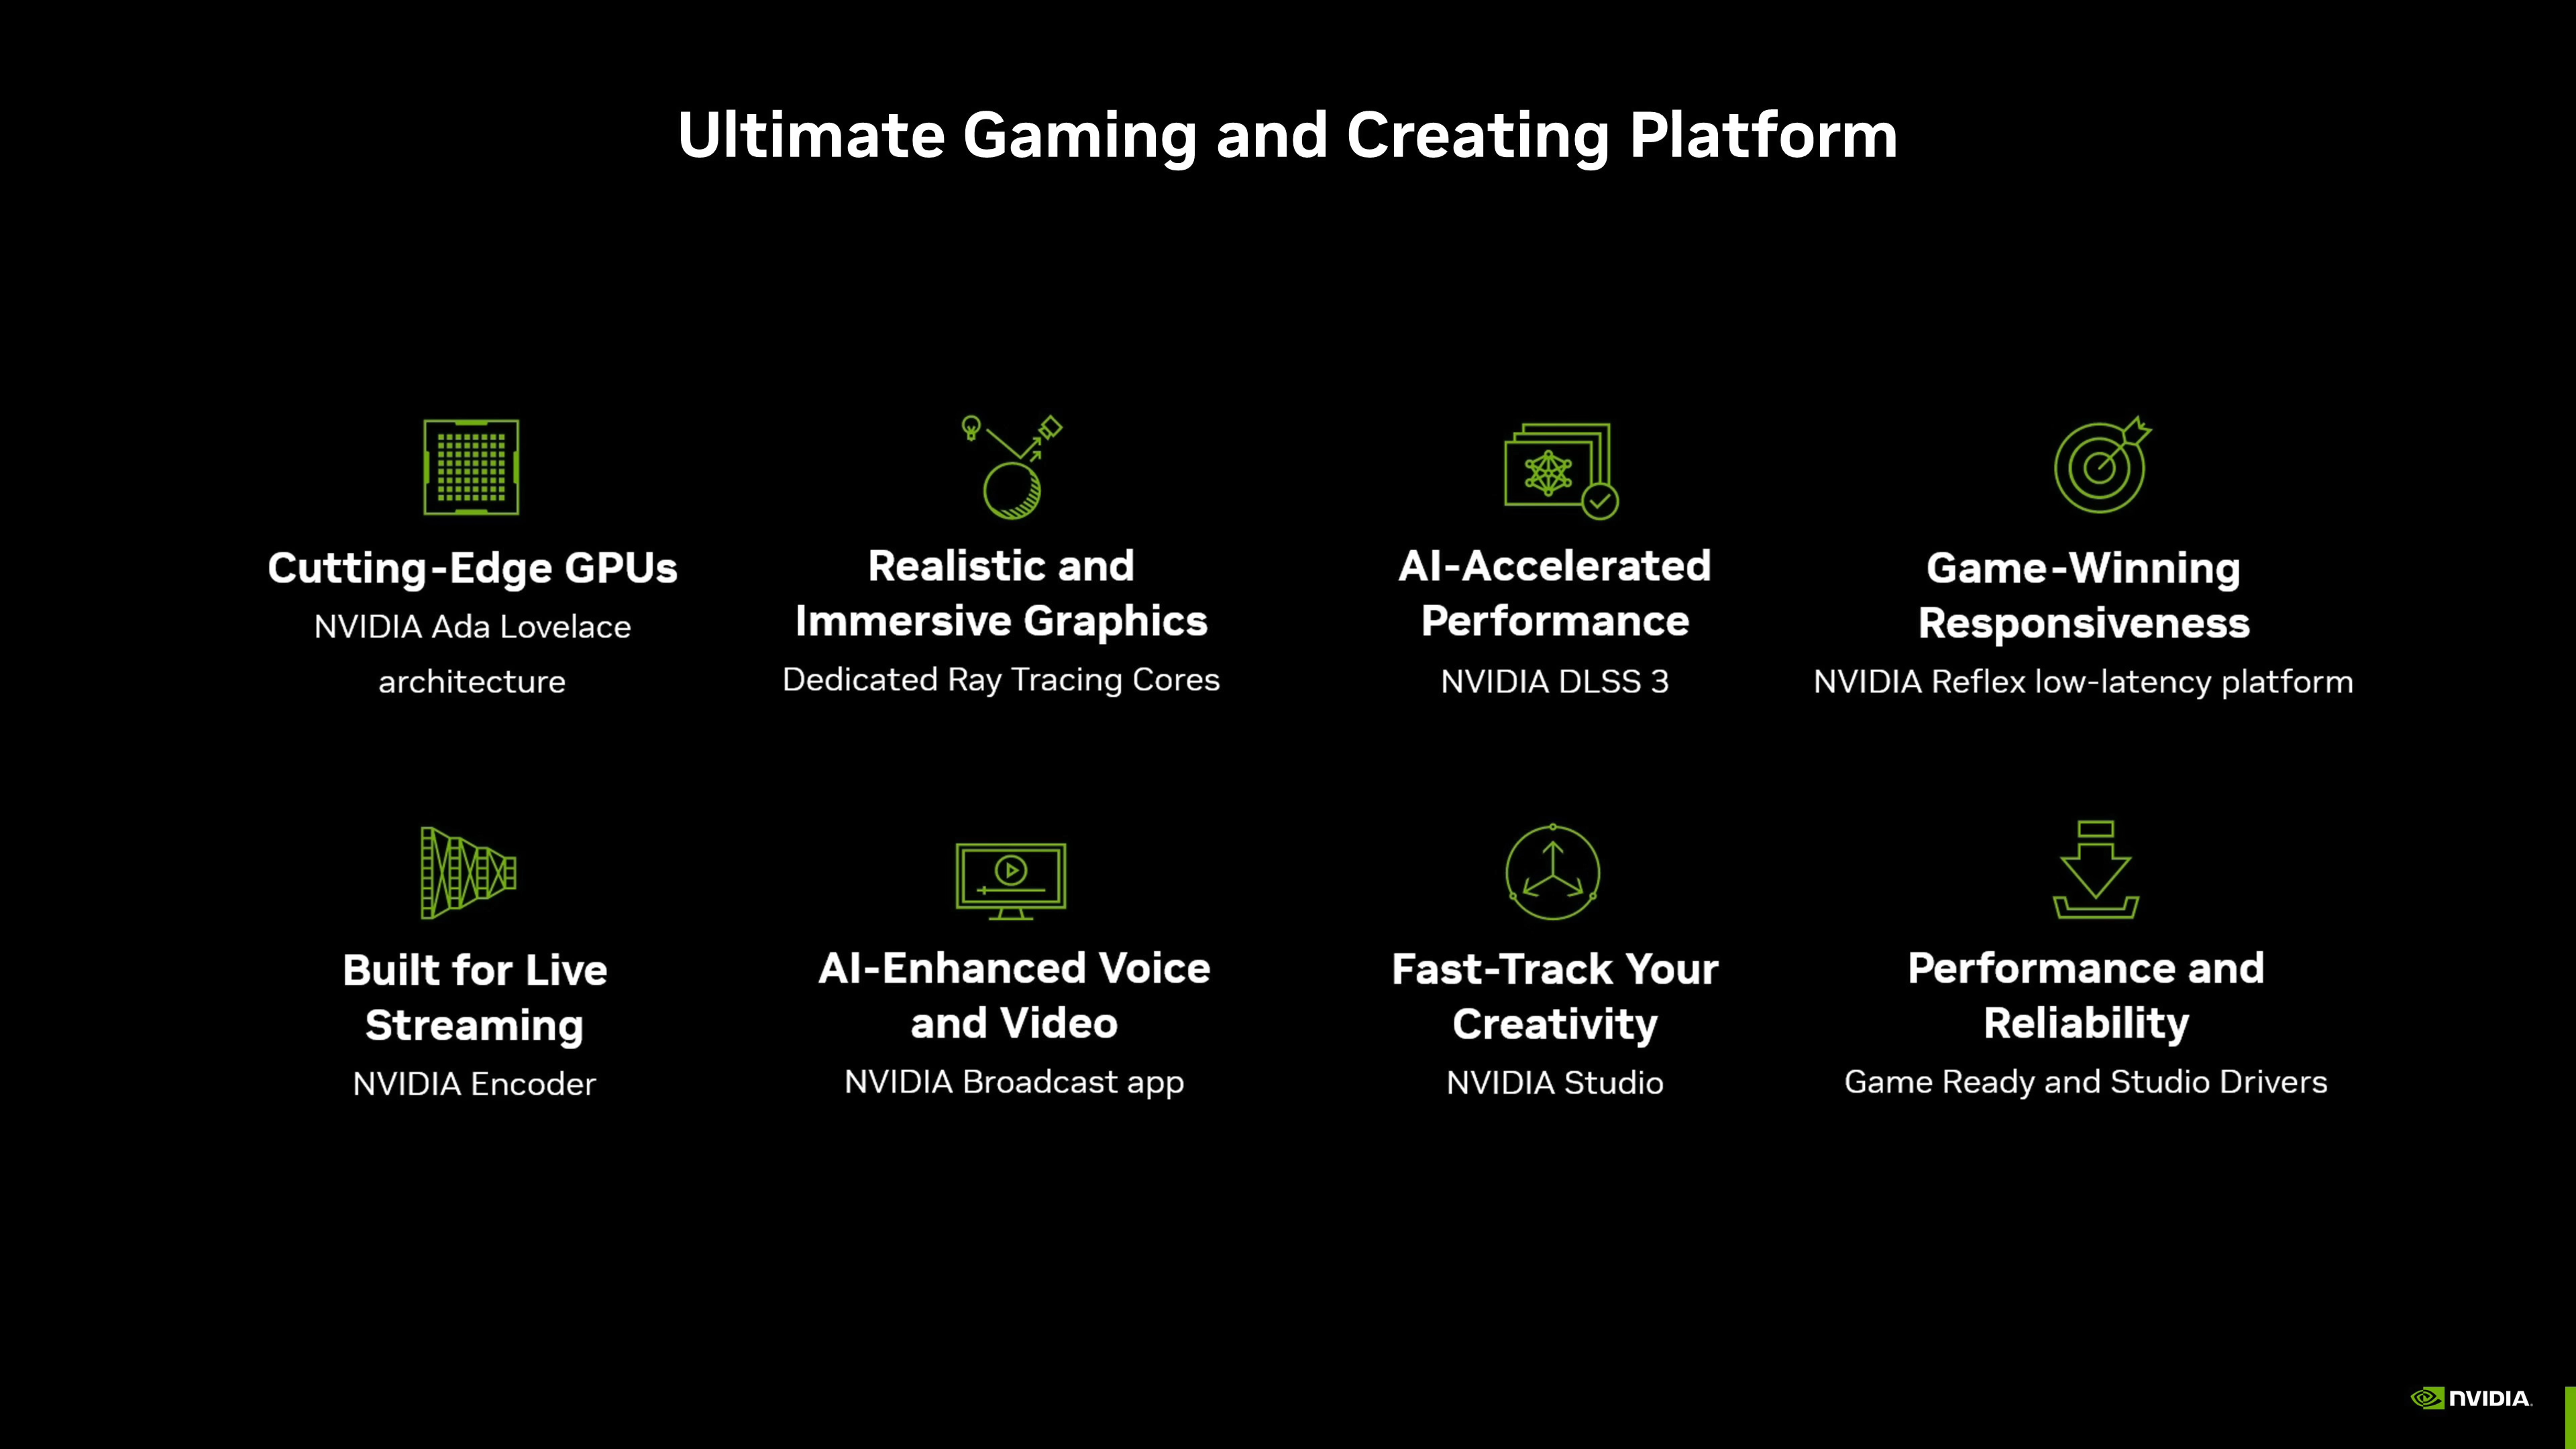 Ultimate Gaming and Creating Platform
Cutting-Edge GPUs
NVIDIA Ada Lovelace
architecture
Realistic and
Immersive Graphics
Dedicated Ray Tracing Cores
AI-Accelerated
Performance
NVIDIA DLSS 3
Game-Winning
Responsiveness
NVIDIA Reflex low-latency platform
Built for Live
Streaming
NVIDIA Encoder
AI-Enhanced Voice
and Video
NVIDIA Broadcast app
Fast-Track Your
Creativity
NVIDIA Studio
Performance and
Reliability
Game Ready and Studio Drivers
NVIDIA.